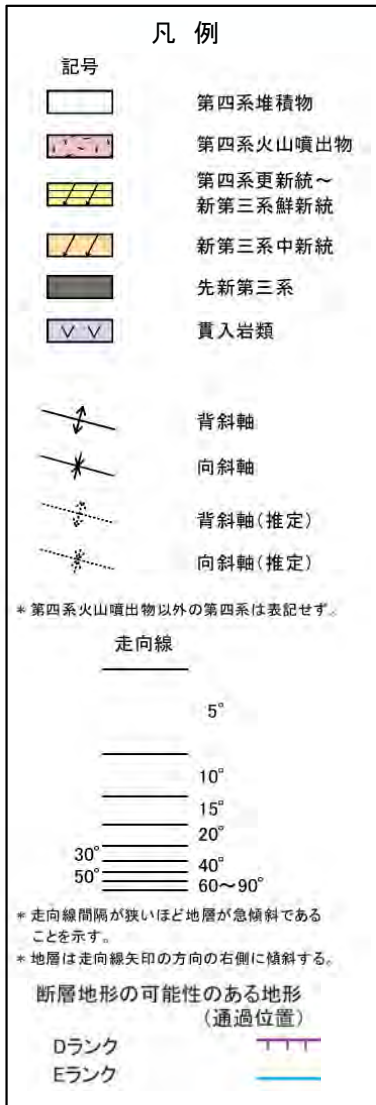 凡 例
記号
第四系堆積物
第四系火山噴出物
第四系更新統～
新第三系鮮新統
新第三系中新統
先新第三系
貫入岩類
背斜軸
向斜軸
背斜軸(推定)
向斜軸(推定)
* 第四系火山噴出物以外の第四系は表記せず。
走向線
5°
10°
15°
20°
30°
40°
50°
60～90°
* 走向線間隔が狭いほど地層が急傾斜である
ことを示す。
* 地層は走向線矢印の方向の右側に傾斜する。
断層地形の可能性のある地形
(通過位置)
Dランク
Eランク